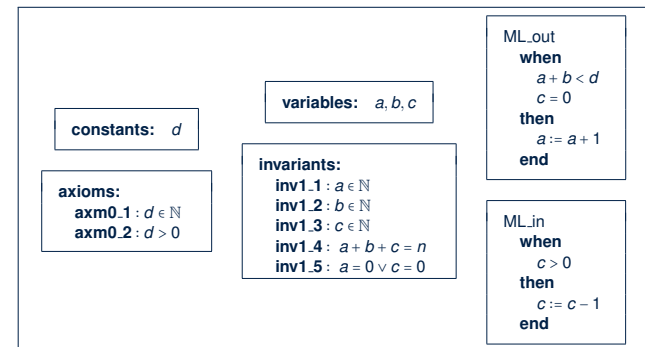 constants: d
axioms:
axm0_1 : d ∈ ℕ
axm0_2 : d > 0
variables: a, b, c
invariants:
inv1_1 : a ∈ ℕ
inv1_2 : b ∈ ℕ
inv1_3 : c ∈ ℕ
inv1_4 : a + b + c = n
inv1_5 : a = 0 ∨ c = 0
ML_out
when
a + b < d
c = 0
then
a := a + 1
end
ML_in
when
c > 0
then
c := c − 1
end